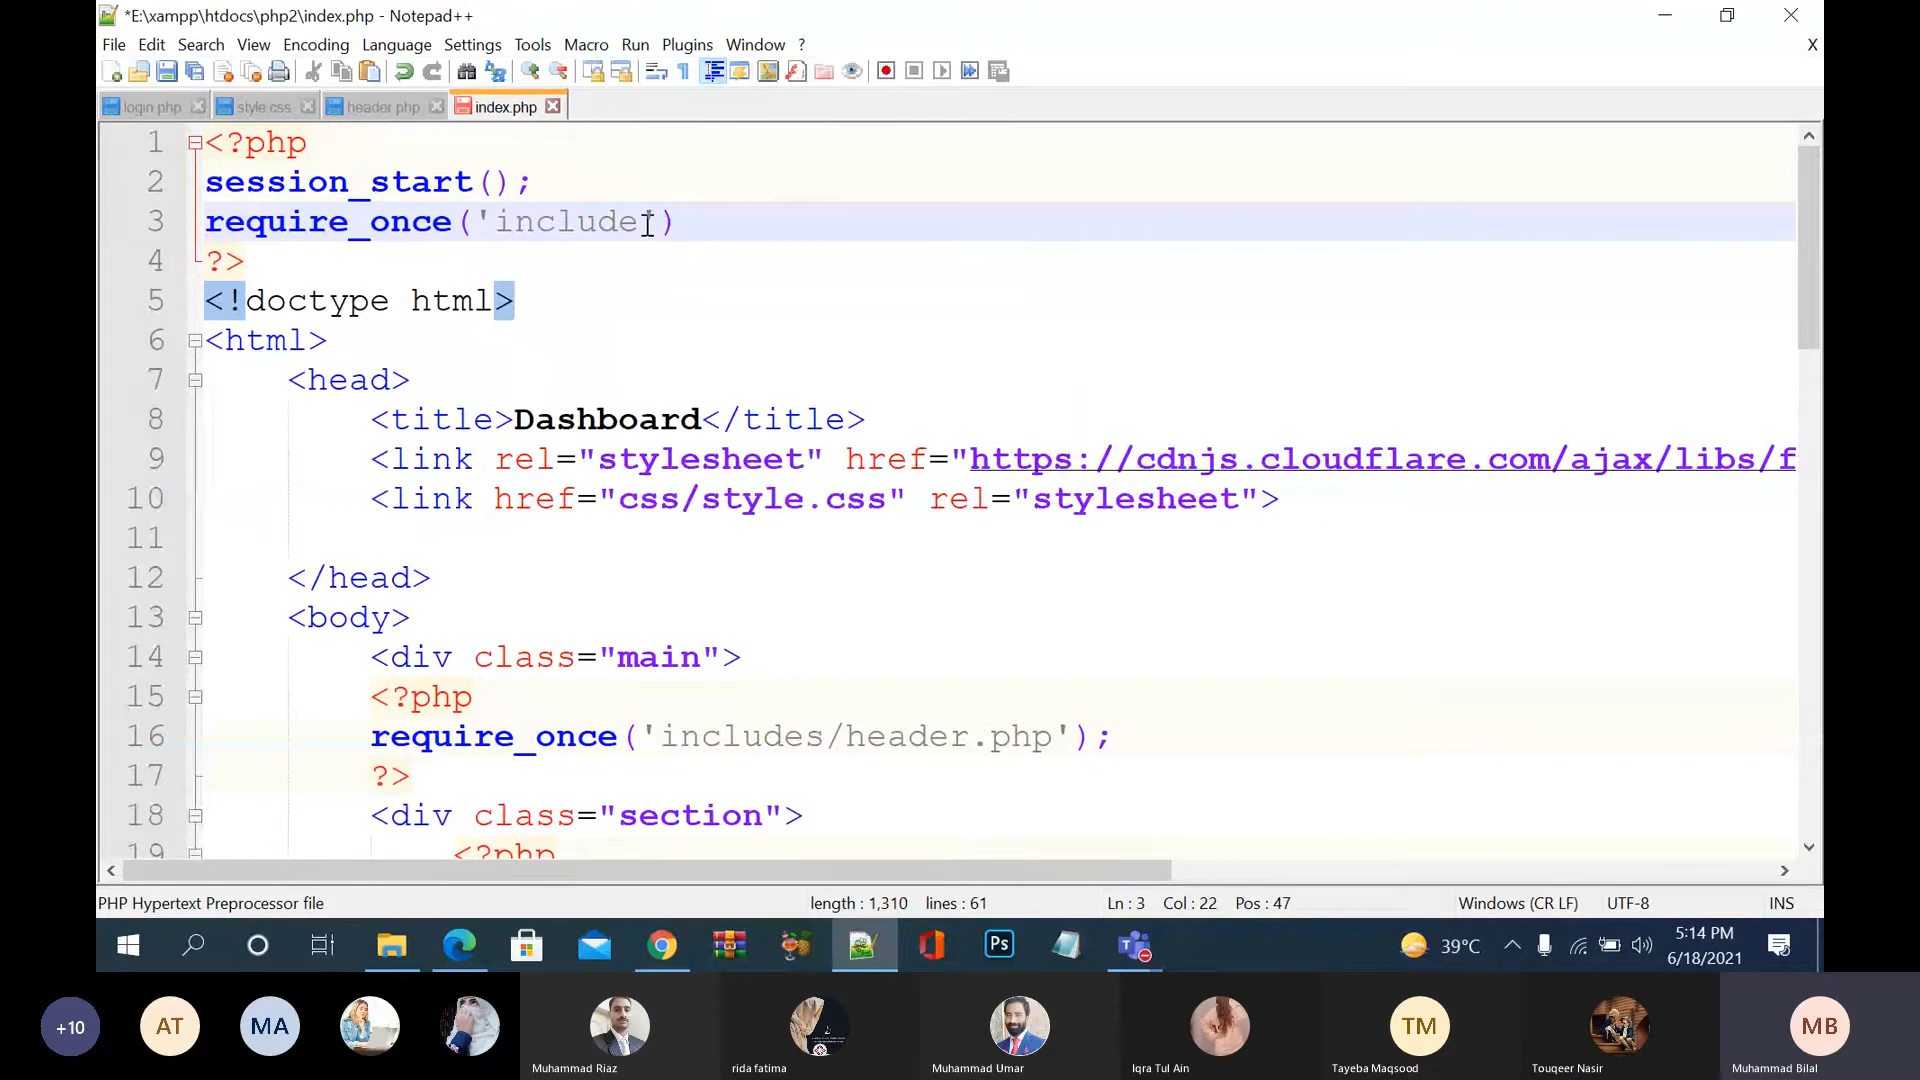 *E:\xampp\htdocs\php2\index.php - Notepad++
File Edit Search View Encoding Language Settings Tools Macro Run Plugins Window ? X
login.php style.css header.php index.php
1 <?php
2 session_start();
3 require_once('include')
4 ?>
5 <!doctype html>
6 <html>
7 <head>
8 <title>Dashboard</title>
9 <link rel="stylesheet" href="https://cdnjs.cloudflare.com/ajax/libs/f
10 <link href="css/style.css" rel="stylesheet">
11
12 </head>
13 <body>
14 <div class="main">
15 <?php
16 require_once('includes/header.php');
17 ?>
18 <div class="section">
19 <?php
PHP Hypertext Preprocessor file length : 1,310 lines : 61 Ln : 3 Col : 22 Pos : 47 Windows (CR LF) UTF-8 INS
Ps 39°C 5:14 PM
6/18/2021
+10 AT MA TM MB
Muhammad Riaz rida fatima Muhammad Umar Iqra Tul Ain Tayeba Maqsood Touqeer Nasir Muhammad Bilal